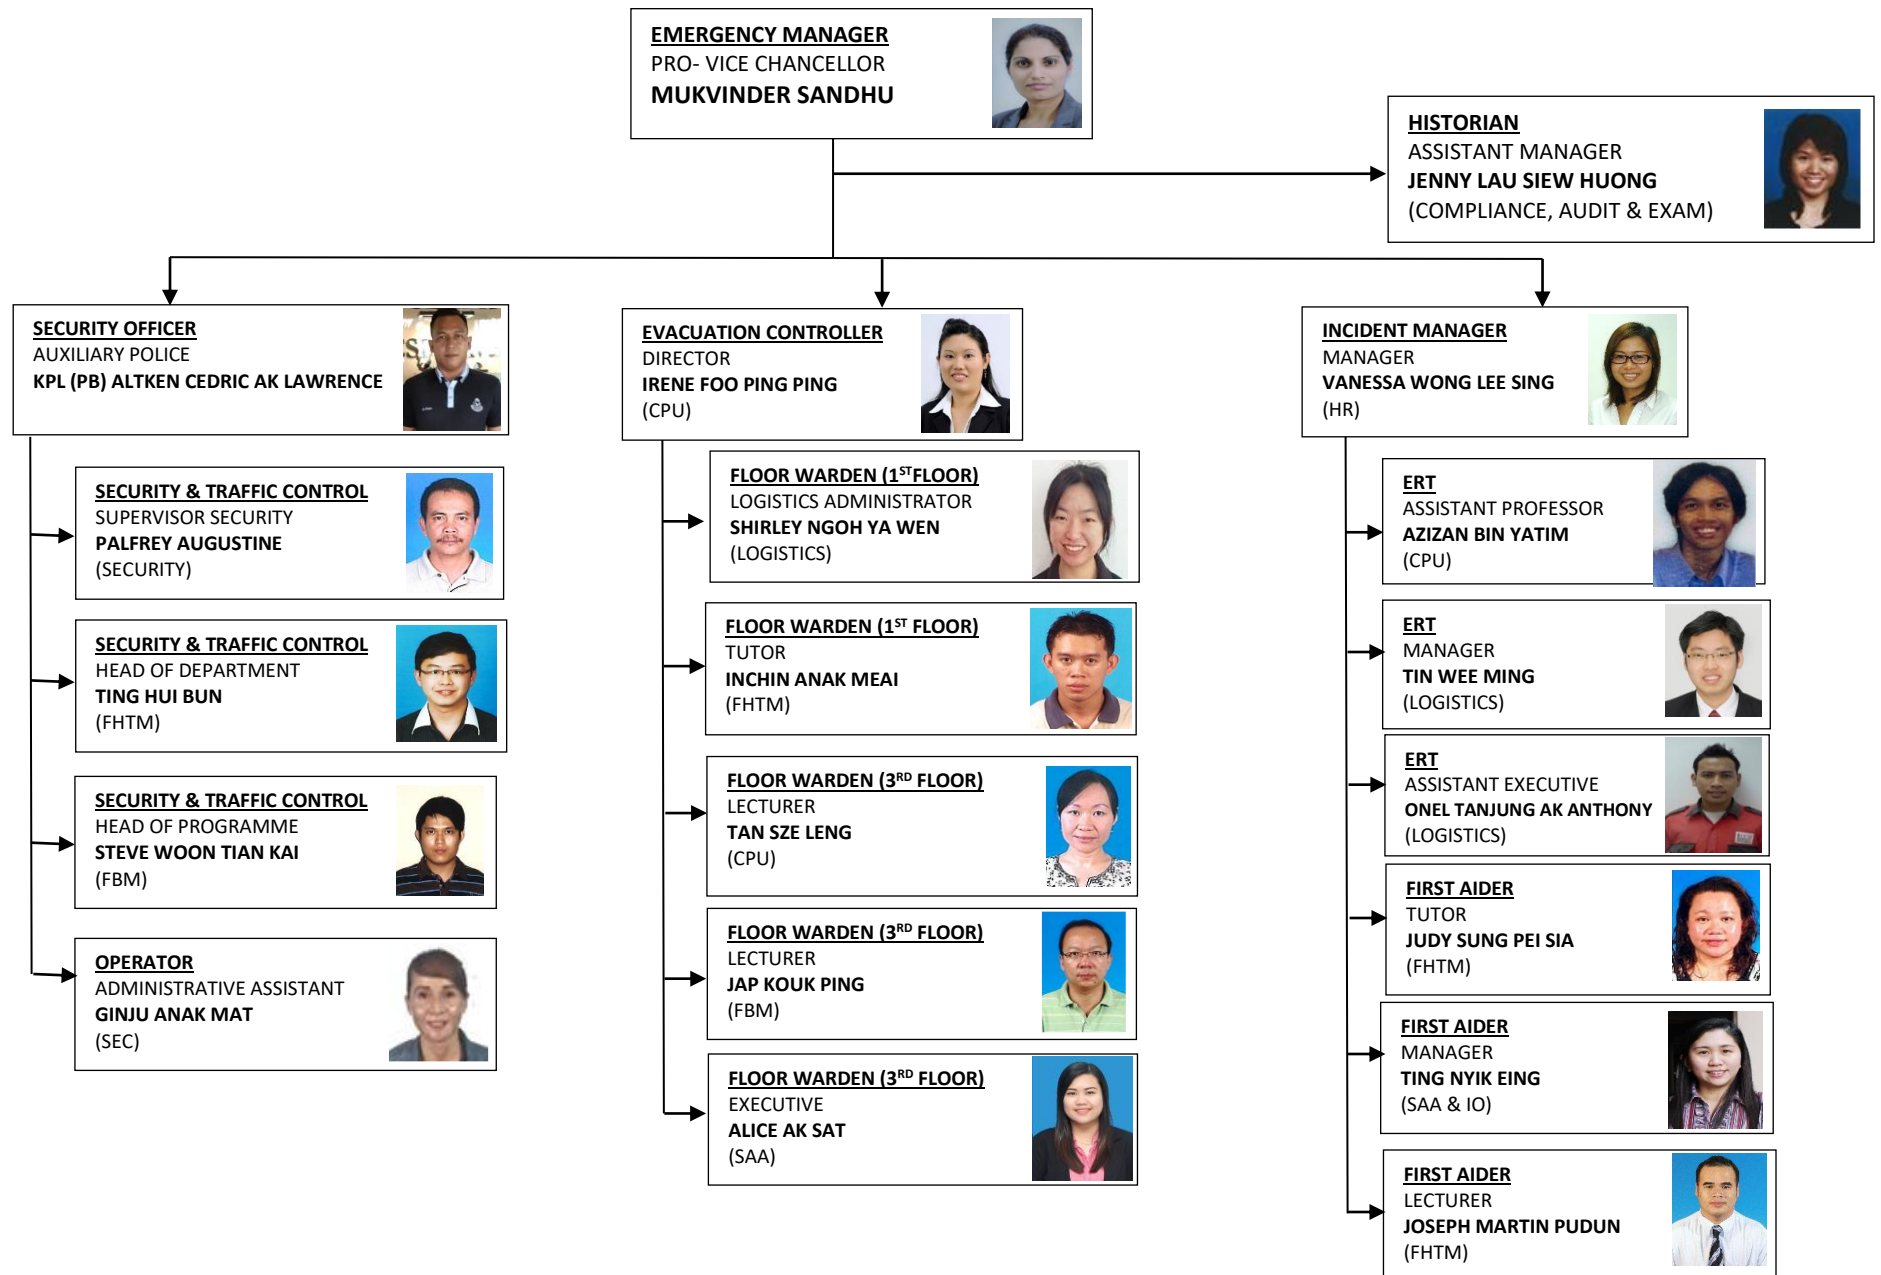 EMERGENCY MANAGER
PRO- VICE CHANCELLOR
MUKVINDER SANDHU
HISTORIAN
ASSISTANT MANAGER
JENNY LAU SIEW HUONG
(COMPLIANCE, AUDIT & EXAM)
SECURITY OFFICER
AUXILIARY POLICE
KPL (PB) ALTKEN CEDRIC AK LAWRENCE
SECURITY & TRAFFIC CONTROL
SUPERVISOR SECURITY
PALFREY AUGUSTINE
(SECURITY)
SECURITY & TRAFFIC CONTROL
HEAD OF DEPARTMENT
TING HUI BUN
(FHTM)
SECURITY & TRAFFIC CONTROL
HEAD OF PROGRAMME
STEVE WOON TIAN KAI
(FBM)
OPERATOR
ADMINISTRATIVE ASSISTANT
GINJU ANAK MAT
(SEC)
EVACUATION CONTROLLER
DIRECTOR
IRENE FOO PING PING
(CPU)
FLOOR WARDEN (1STFLOOR)
LOGISTICS ADMINISTRATOR
SHIRLEY NGOH YA WEN
(LOGISTICS)
FLOOR WARDEN (1ST FLOOR)
TUTOR
INCHIN ANAK MEAI
(FHTM)
FLOOR WARDEN (3RD FLOOR)
LECTURER
TAN SZE LENG
(CPU)
FLOOR WARDEN (3RD FLOOR)
LECTURER
JAP KOUK PING
(FBM)
FLOOR WARDEN (3RD FLOOR)
EXECUTIVE
ALICE AK SAT
(SAA)
INCIDENT MANAGER
MANAGER
VANESSA WONG LEE SING
(HR)
ERT
ASSISTANT PROFESSOR
AZIZAN BIN YATIM
(CPU)
ERT
MANAGER
TIN WEE MING
(LOGISTICS)
ERT
ASSISTANT EXECUTIVE
ONEL TANJUNG AK ANTHONY
(LOGISTICS)
FIRST AIDER
TUTOR
JUDY SUNG PEI SIA
(FHTM)
FIRST AIDER
MANAGER
TING NYIK EING
(SAA & IO)
FIRST AIDER
LECTURER
JOSEPH MARTIN PUDUN
(FHTM)